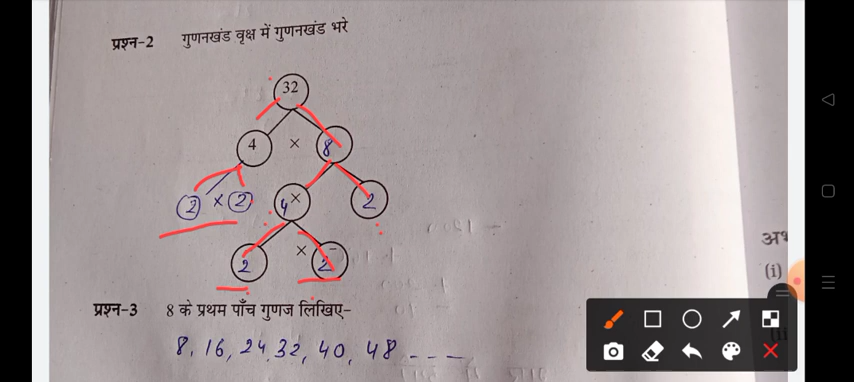 प्रश्न-2 गुणनखंड वृक्ष में गुणनखंड भरे
32
4 × 8
2 × 2 4 × 2
2 × 2
प्रश्न-3 8 के प्रथम पाँच गुणज लिखिए-
8, 16, 24, 32, 40, 48 - - -
(i)